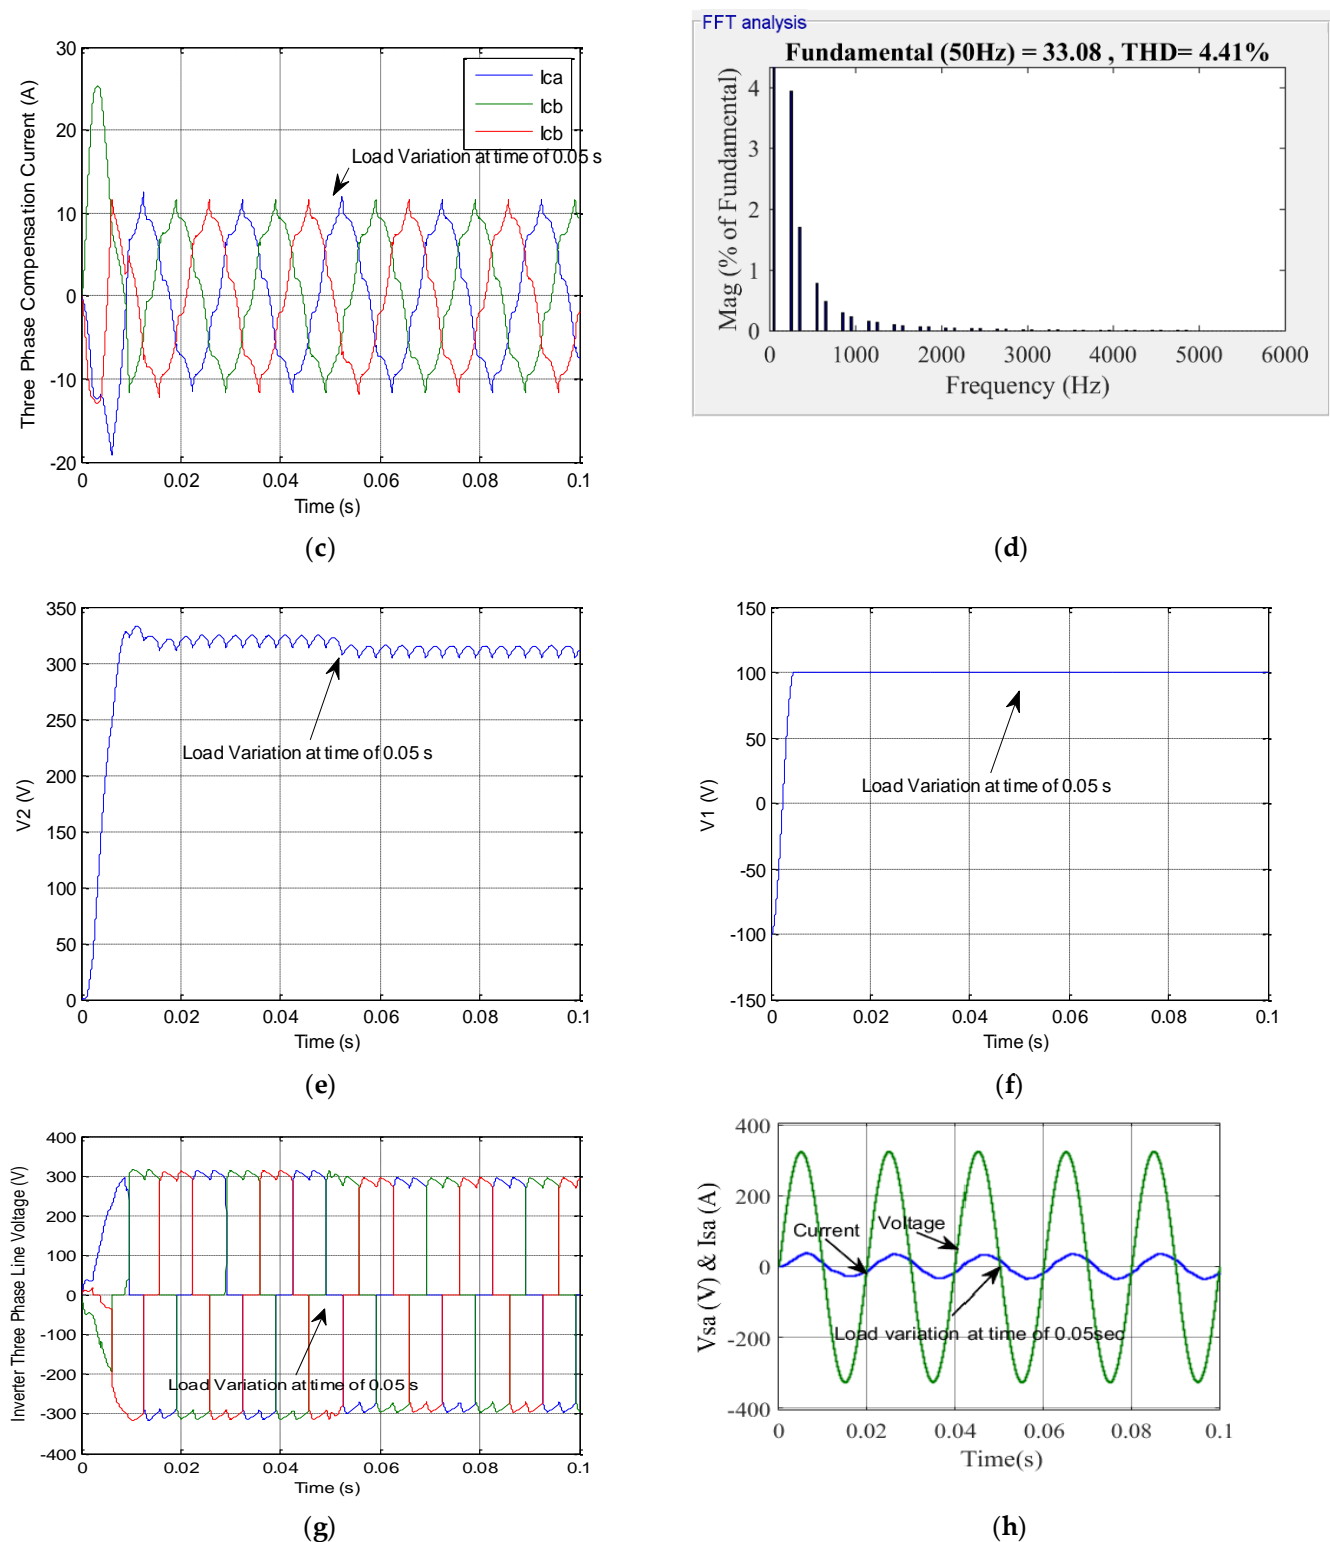 Three Phase Compensation Current (A)
30
20
10
0
-10
-20
Ica
Icb
Icb
Load Variation at time of 0.05 s
0 0.02 0.04 0.06 0.08 0.1
Time (s)
(c)
FFT analysis
Fundamental (50Hz) = 33.08 , THD= 4.41%
Mag (% of Fundamental)
4
3
2
1
0
0 1000 2000 3000 4000 5000 6000
Frequency (Hz)
(d)
V2 (V)
350
300
250
200
150
100
50
0
Load Variation at time of 0.05 s
0 0.02 0.04 0.06 0.08 0.1
Time (s)
(e)
V1 (V)
150
100
50
0
-50
-100
-150
Load Variation at time of 0.05 s
0 0.02 0.04 0.06 0.08 0.1
Time (s)
(f)
Inverter Three Phase Line Voltage (V)
400
300
200
100
0
-100
-200
-300
-400
Load Variation at time of 0.05 s
0 0.02 0.04 0.06 0.08 0.1
Time (s)
(g)
Vsa (V) & Isa (A)
400
200
0
-200
-400
Current
Voltage
Load variation at time of 0.05sec
0 0.02 0.04 0.06 0.08 0.1
Time(s)
(h)